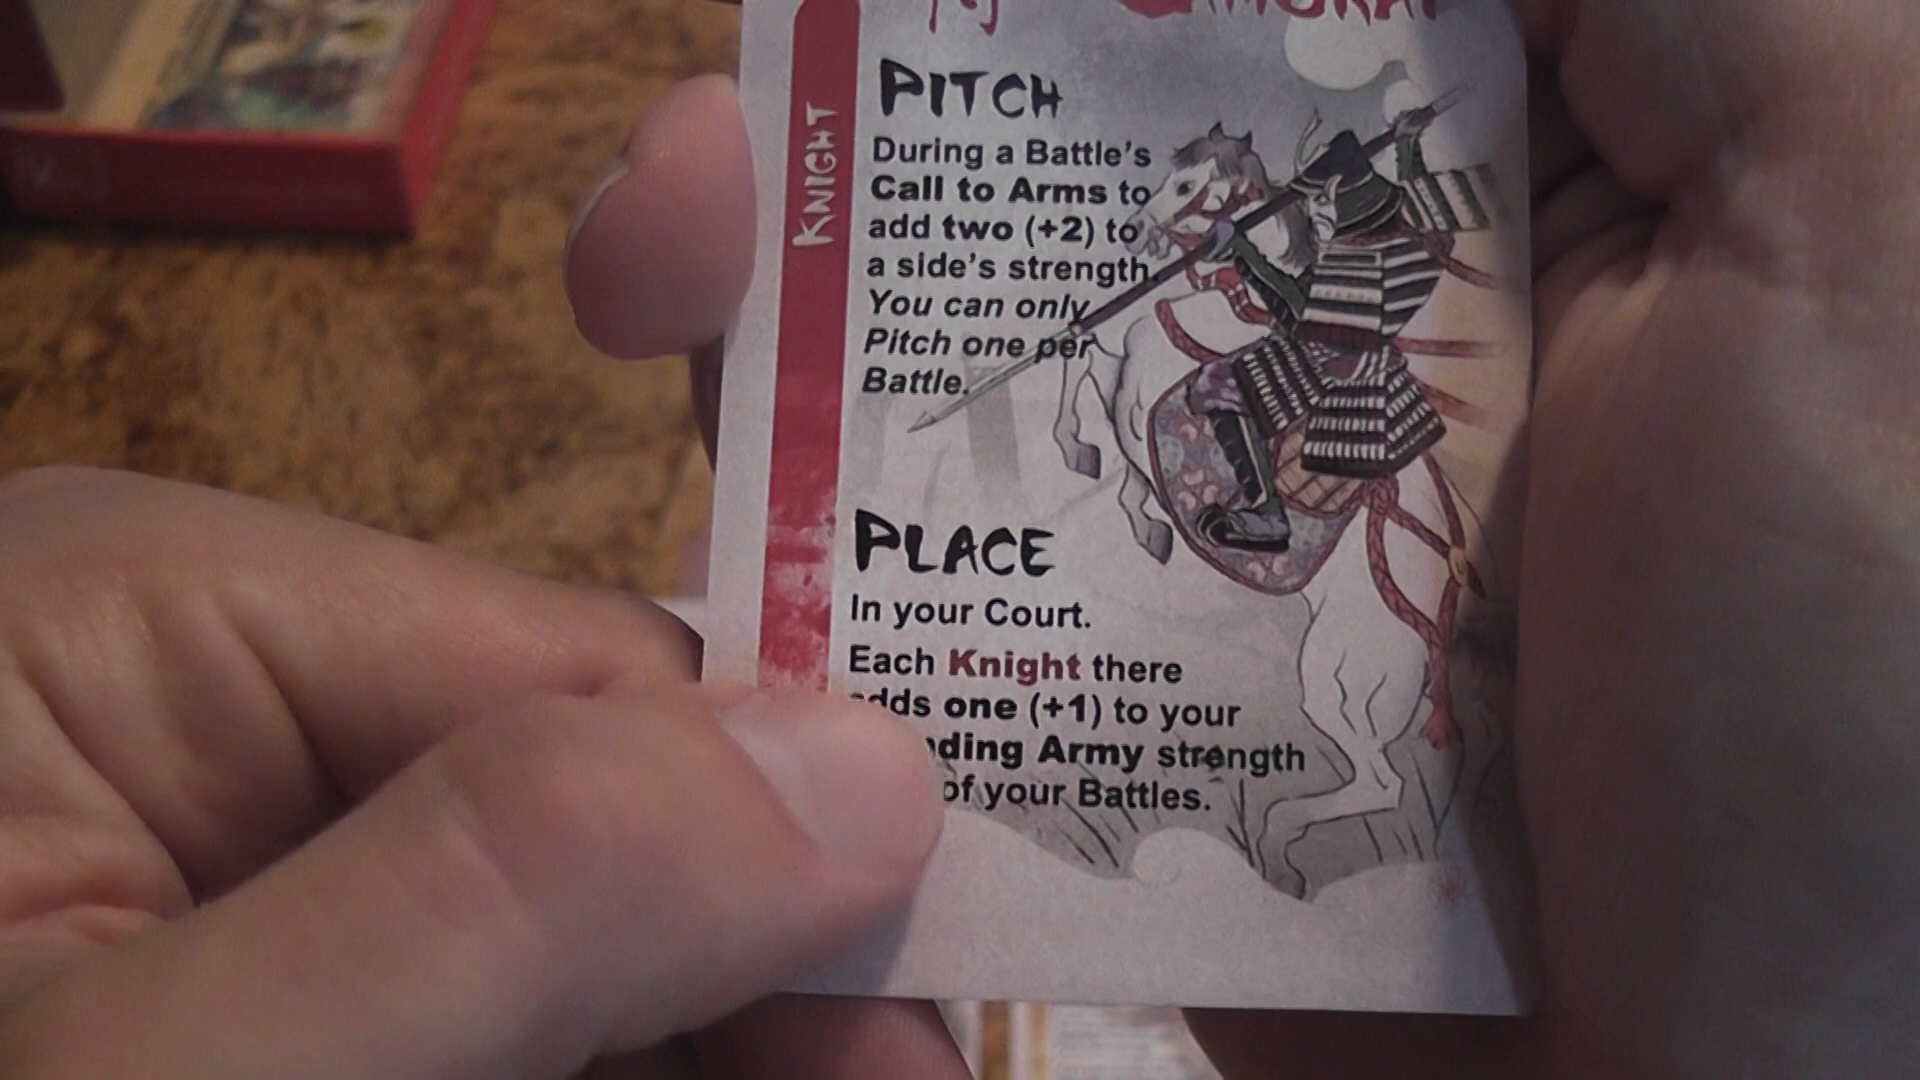 SAMURAI
KNIGHT
PITCH
During a Battle's
Call to Arms to
add two (+2) to
a side's strength.
You can only
Pitch one per
Battle.
PLACE
In your Court.
Each Knight there
adds one (+1) to your
Army strength
of your Battles.